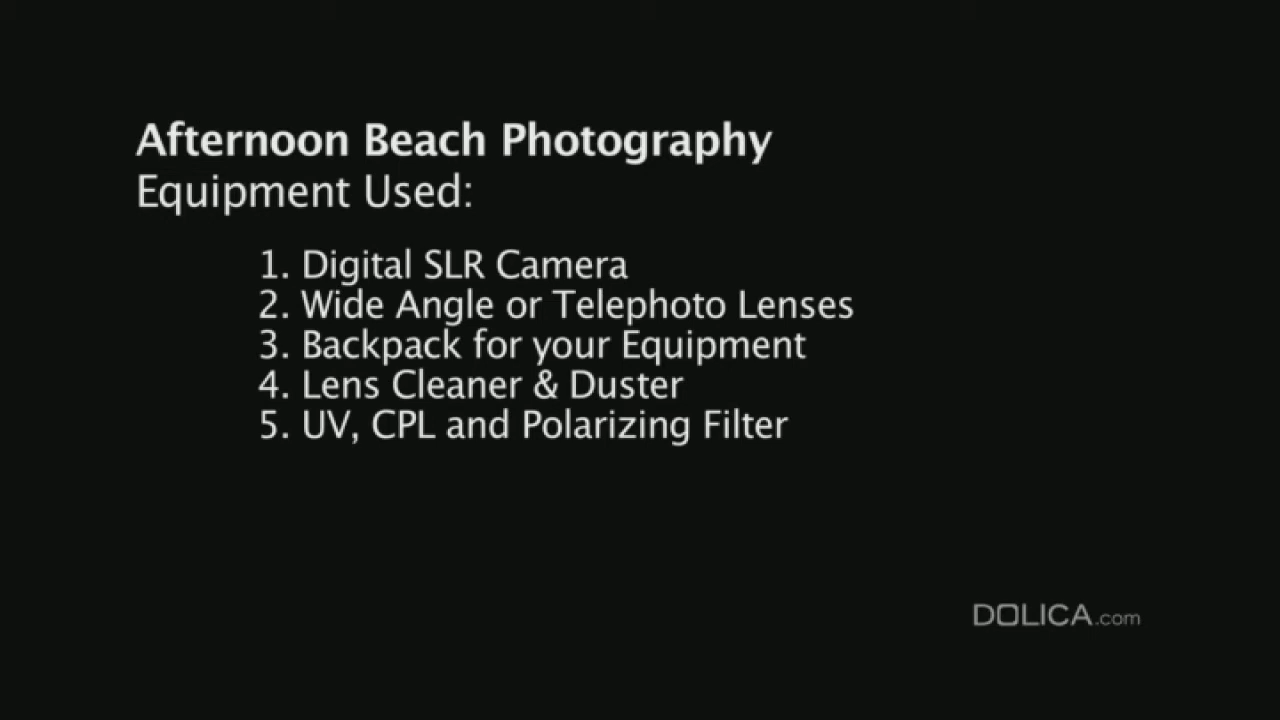 Afternoon Beach Photography
Equipment Used:
1. Digital SLR Camera
2. Wide Angle or Telephoto Lenses
3. Backpack for your Equipment
4. Lens Cleaner & Duster
5. UV, CPL and Polarizing Filter
DOLICA.com